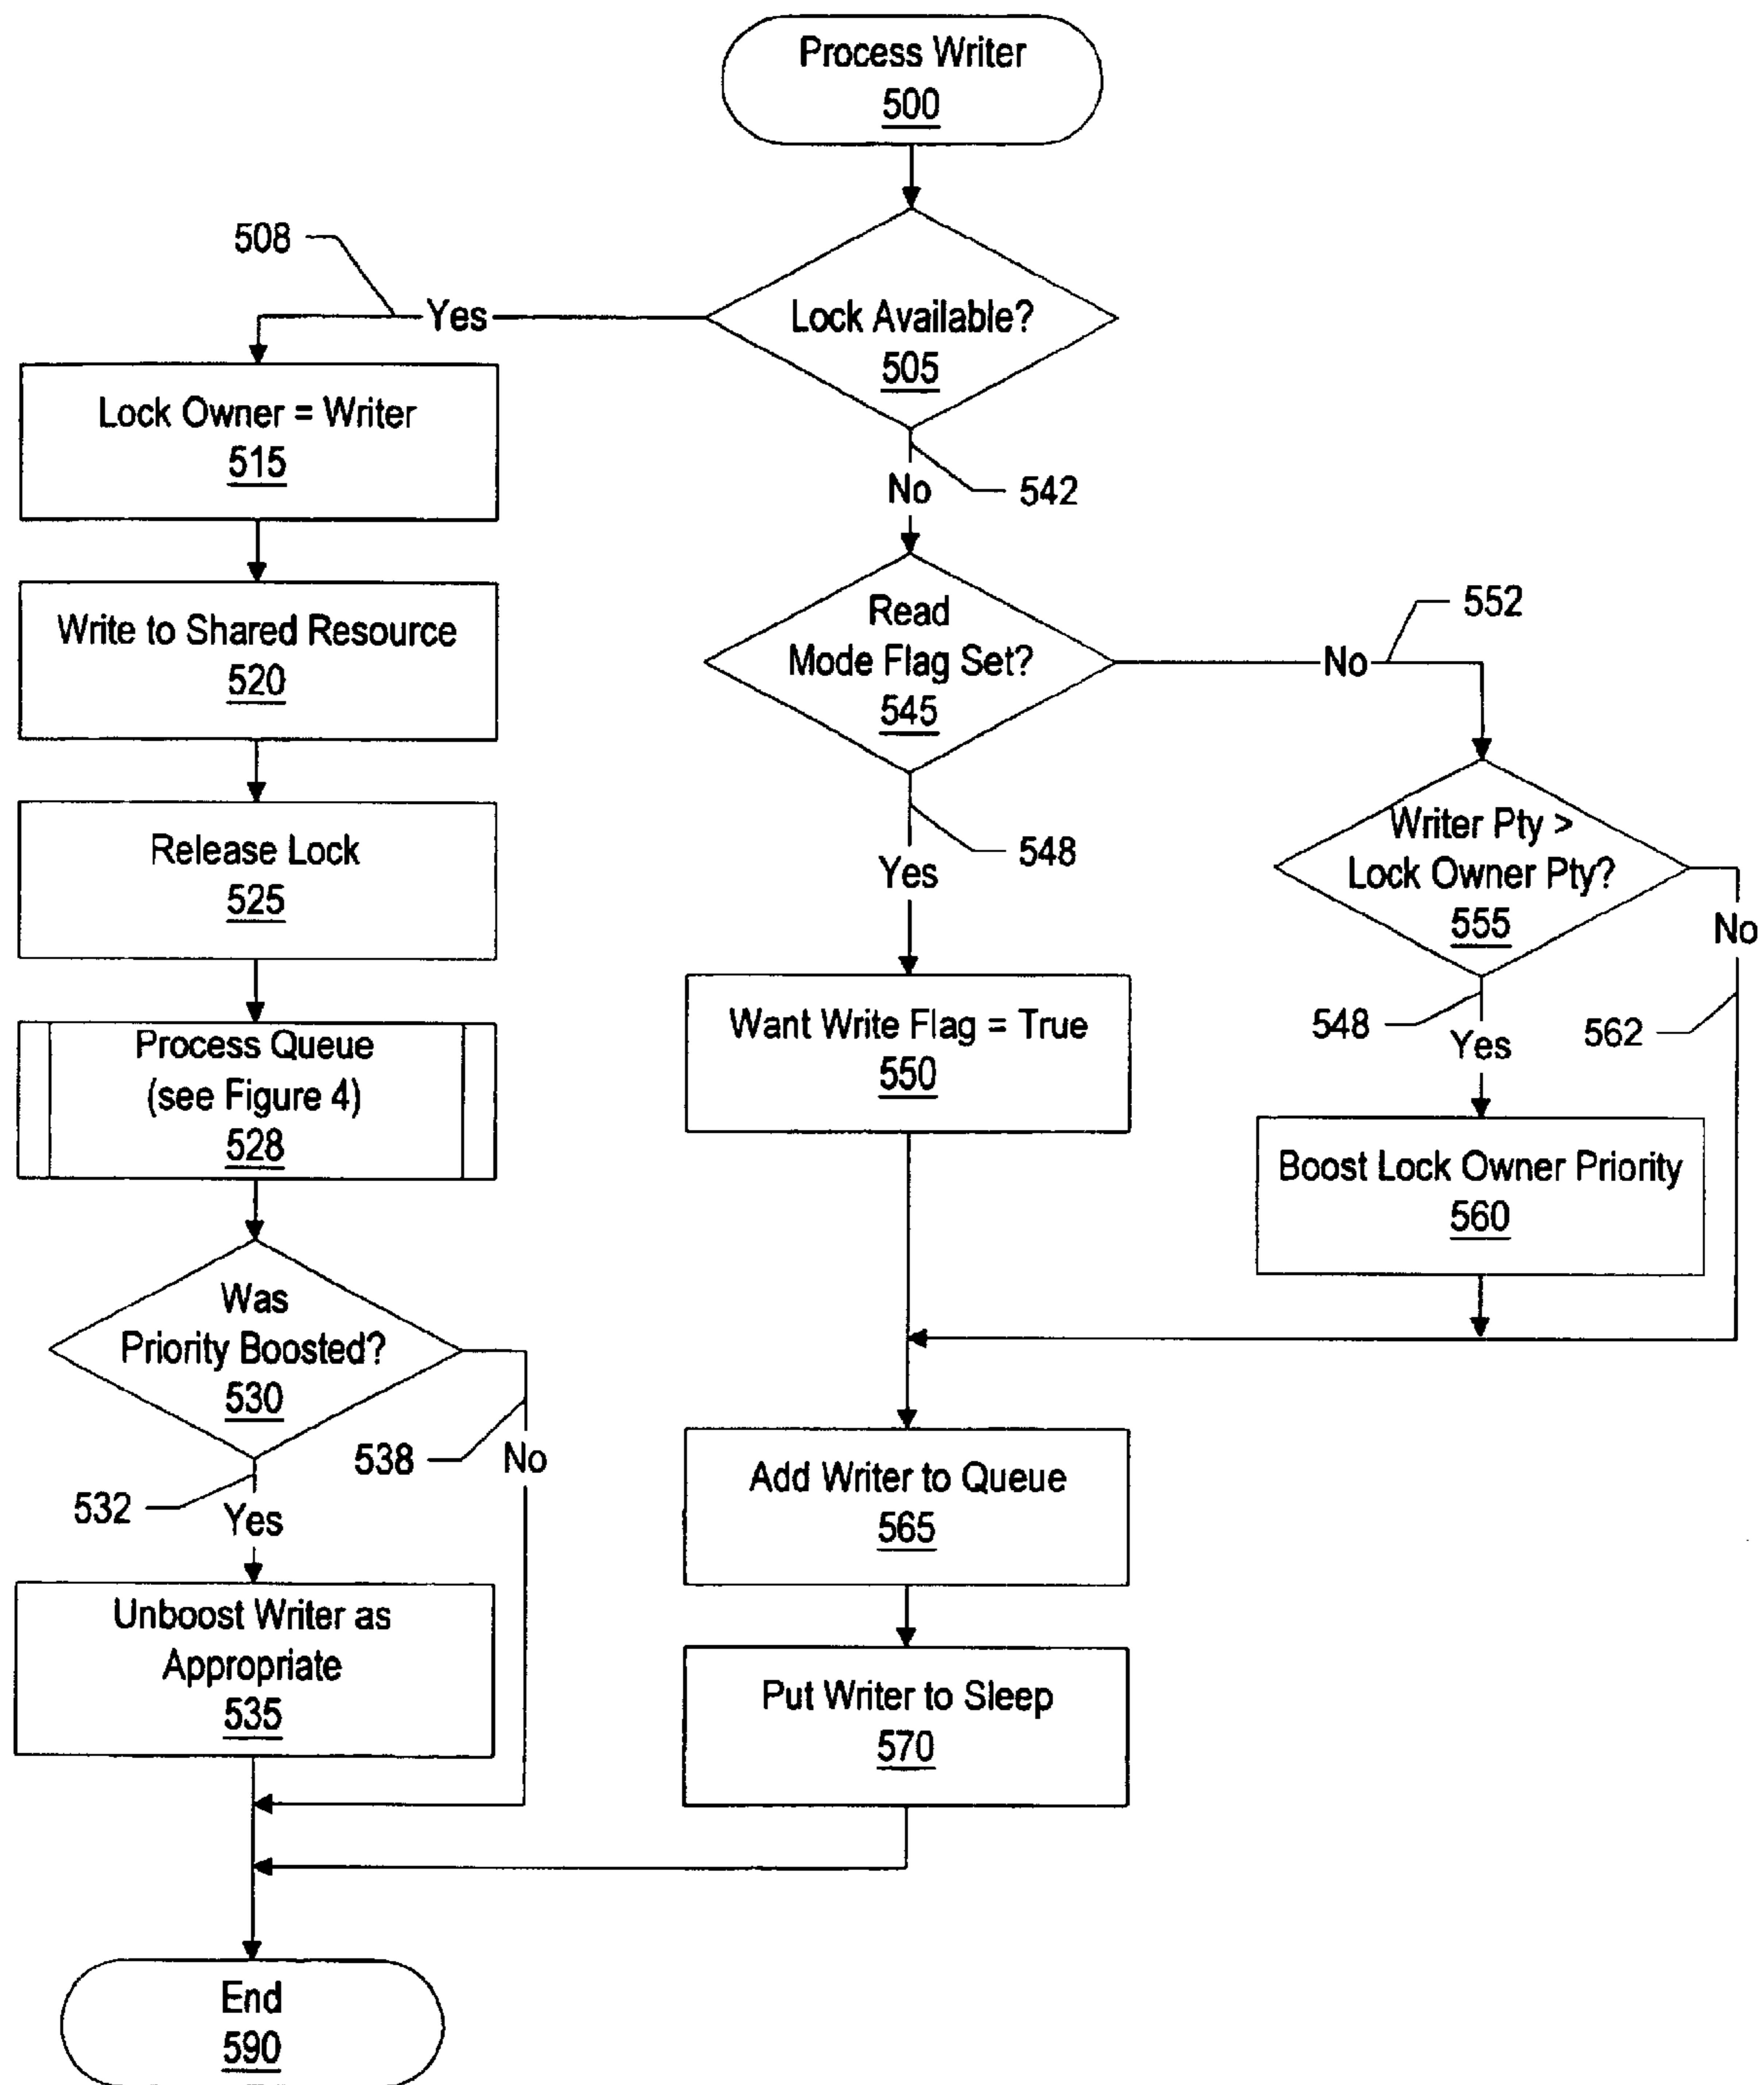 Process Writer
500
508
Yes
Lock Available?
505
Lock Owner = Writer
515
No
542
Write to Shared Resource
520
Read
Mode Flag Set?
545
No
552
Release Lock
525
548
Yes
Writer Pty >
Lock Owner Pty?
555
No
Process Queue
(see Figure 4)
528
Want Write Flag = True
550
548
Yes
562
Boost Lock Owner Priority
560
Was
Priority Boosted?
530
538
No
532
Yes
Add Writer to Queue
565
Unboost Writer as
Appropriate
535
Put Writer to Sleep
570
End
590